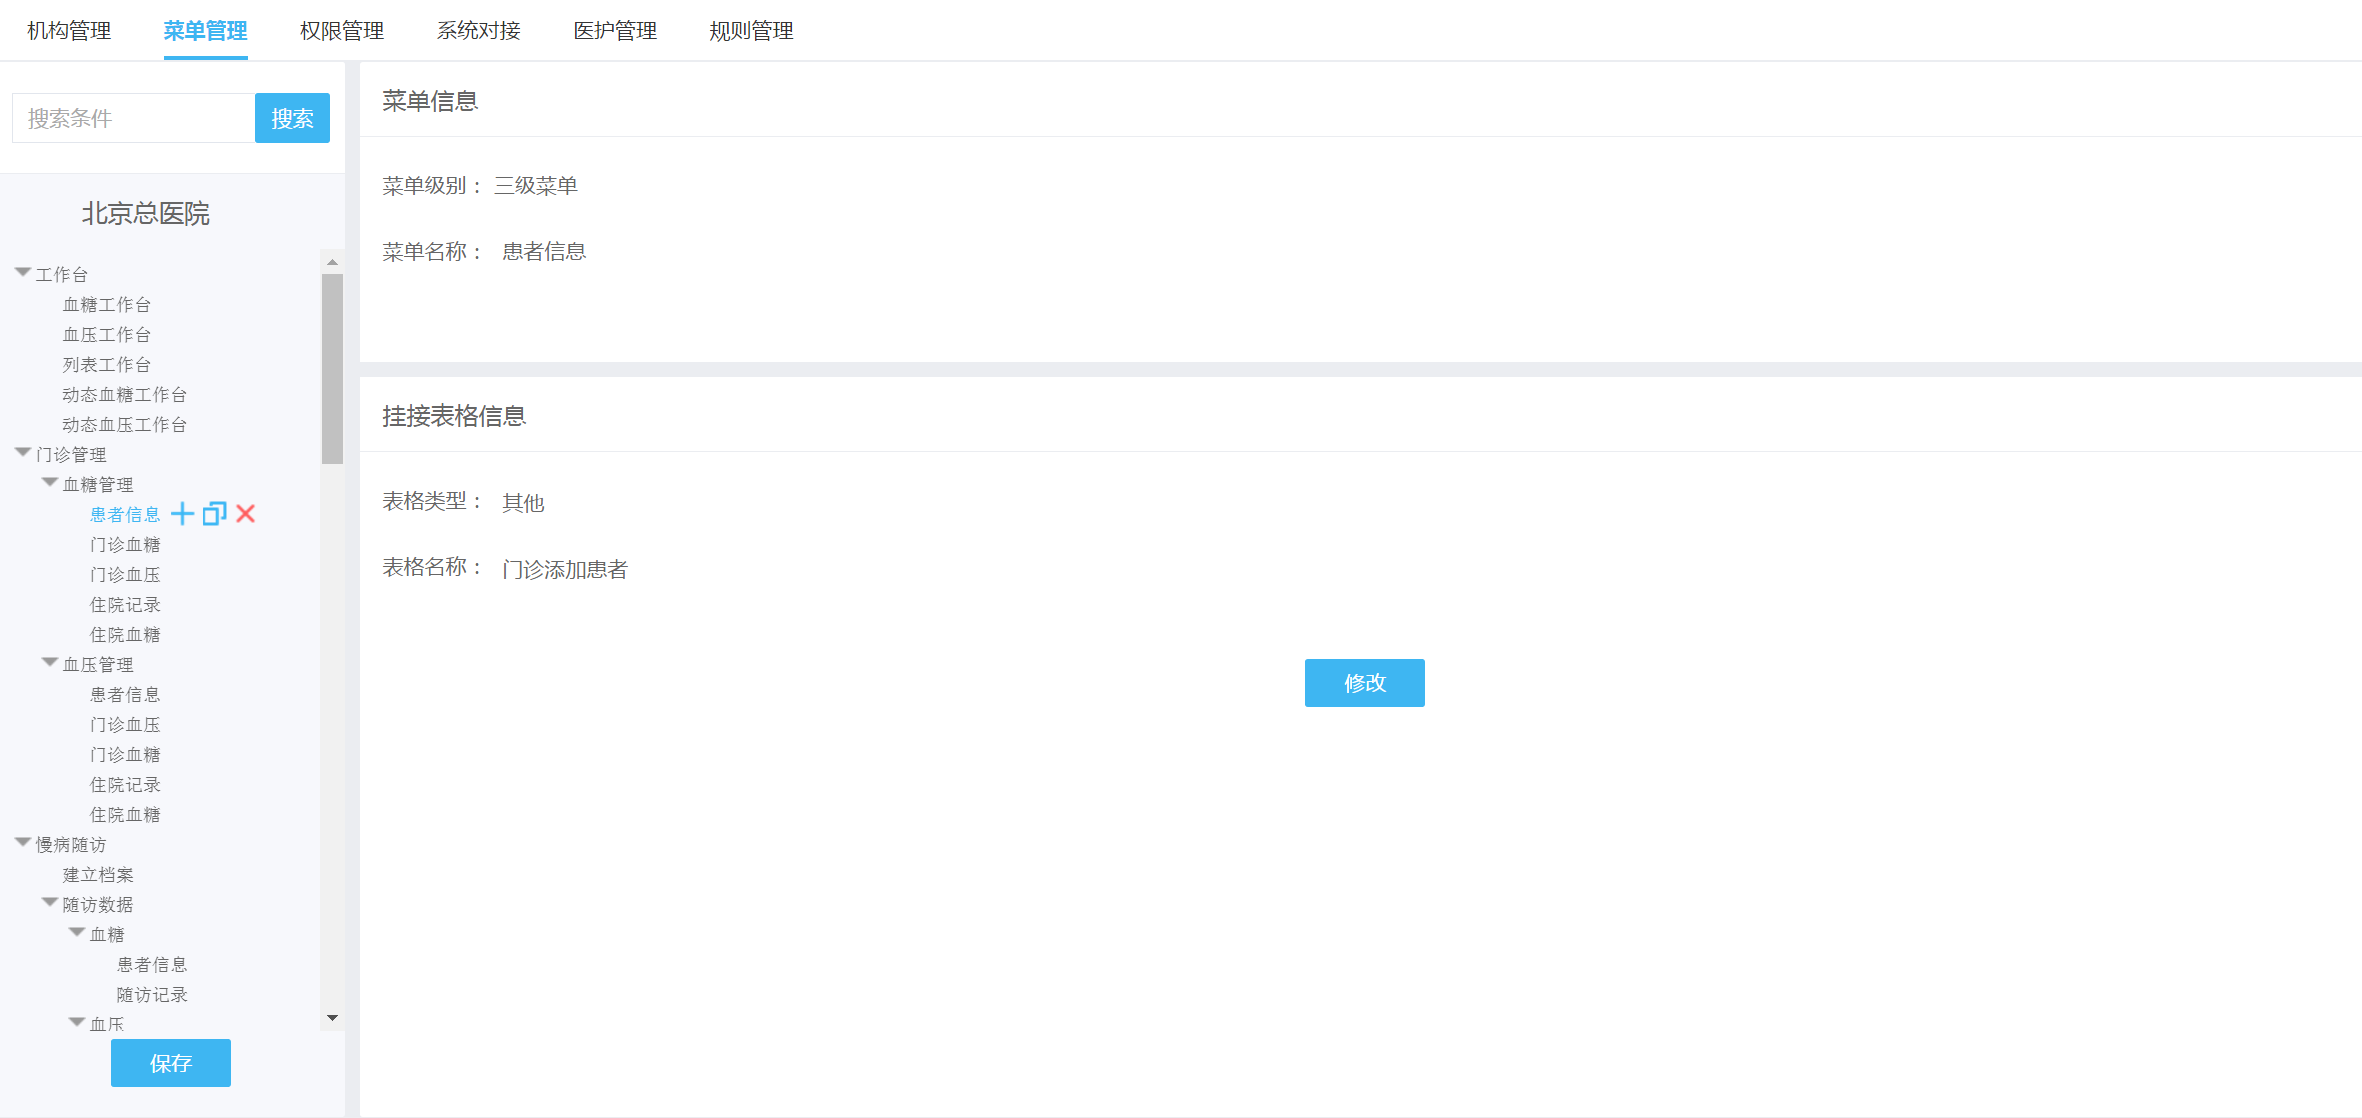 机构管理 菜单管理 权限管理 系统对接 医护管理 规则管理
搜索条件 搜索
北京总医院
工作台
血糖工作台
血压工作台
列表工作台
动态血糖工作台
动态血压工作台
门诊管理
血糖管理
患者信息
门诊血糖
门诊血压
住院记录
住院血糖
血压管理
患者信息
门诊血压
门诊血糖
住院记录
住院血糖
慢病随访
建立档案
随访数据
血糖
患者信息
随访记录
血压
保存
菜单信息
菜单级别： 三级菜单
菜单名称： 患者信息
挂接表格信息
表格类型： 其他
表格名称： 门诊添加患者
修改